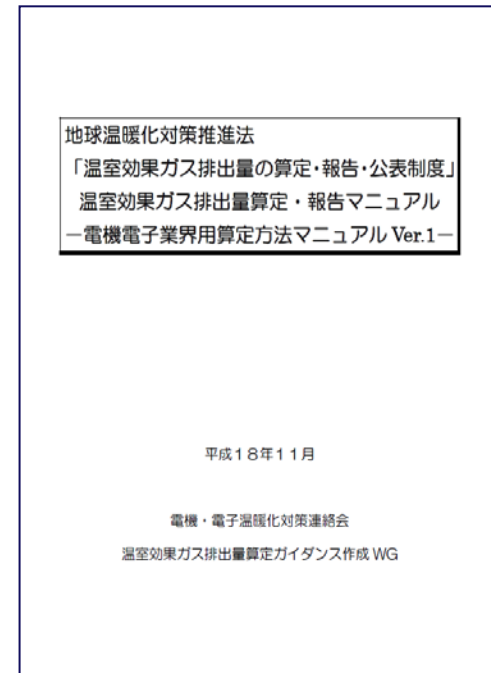 地球温暖化対策推進法
「温室効果ガス排出量の算定・報告・公表制度」
温室効果ガス排出量算定・報告マニュアル
－電機電子業界用算定方法マニュアル Ver.1－
平成１８年１１月
電機・電子温暖化対策連絡会
温室効果ガス排出量算定ガイダンス作成 WG